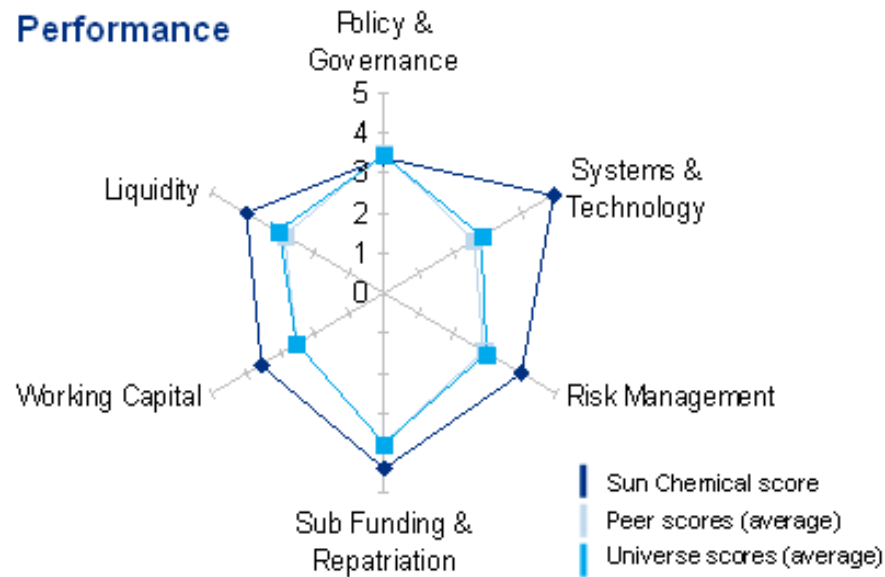 Performance
Policy &
Governance
5
4
3
2
1
0
Systems &
Technology
Liquidity
Working Capital
Risk Management
Sub Funding &
Repatriation
Sun Chemical score
Peer scores (average)
Universe scores (average)